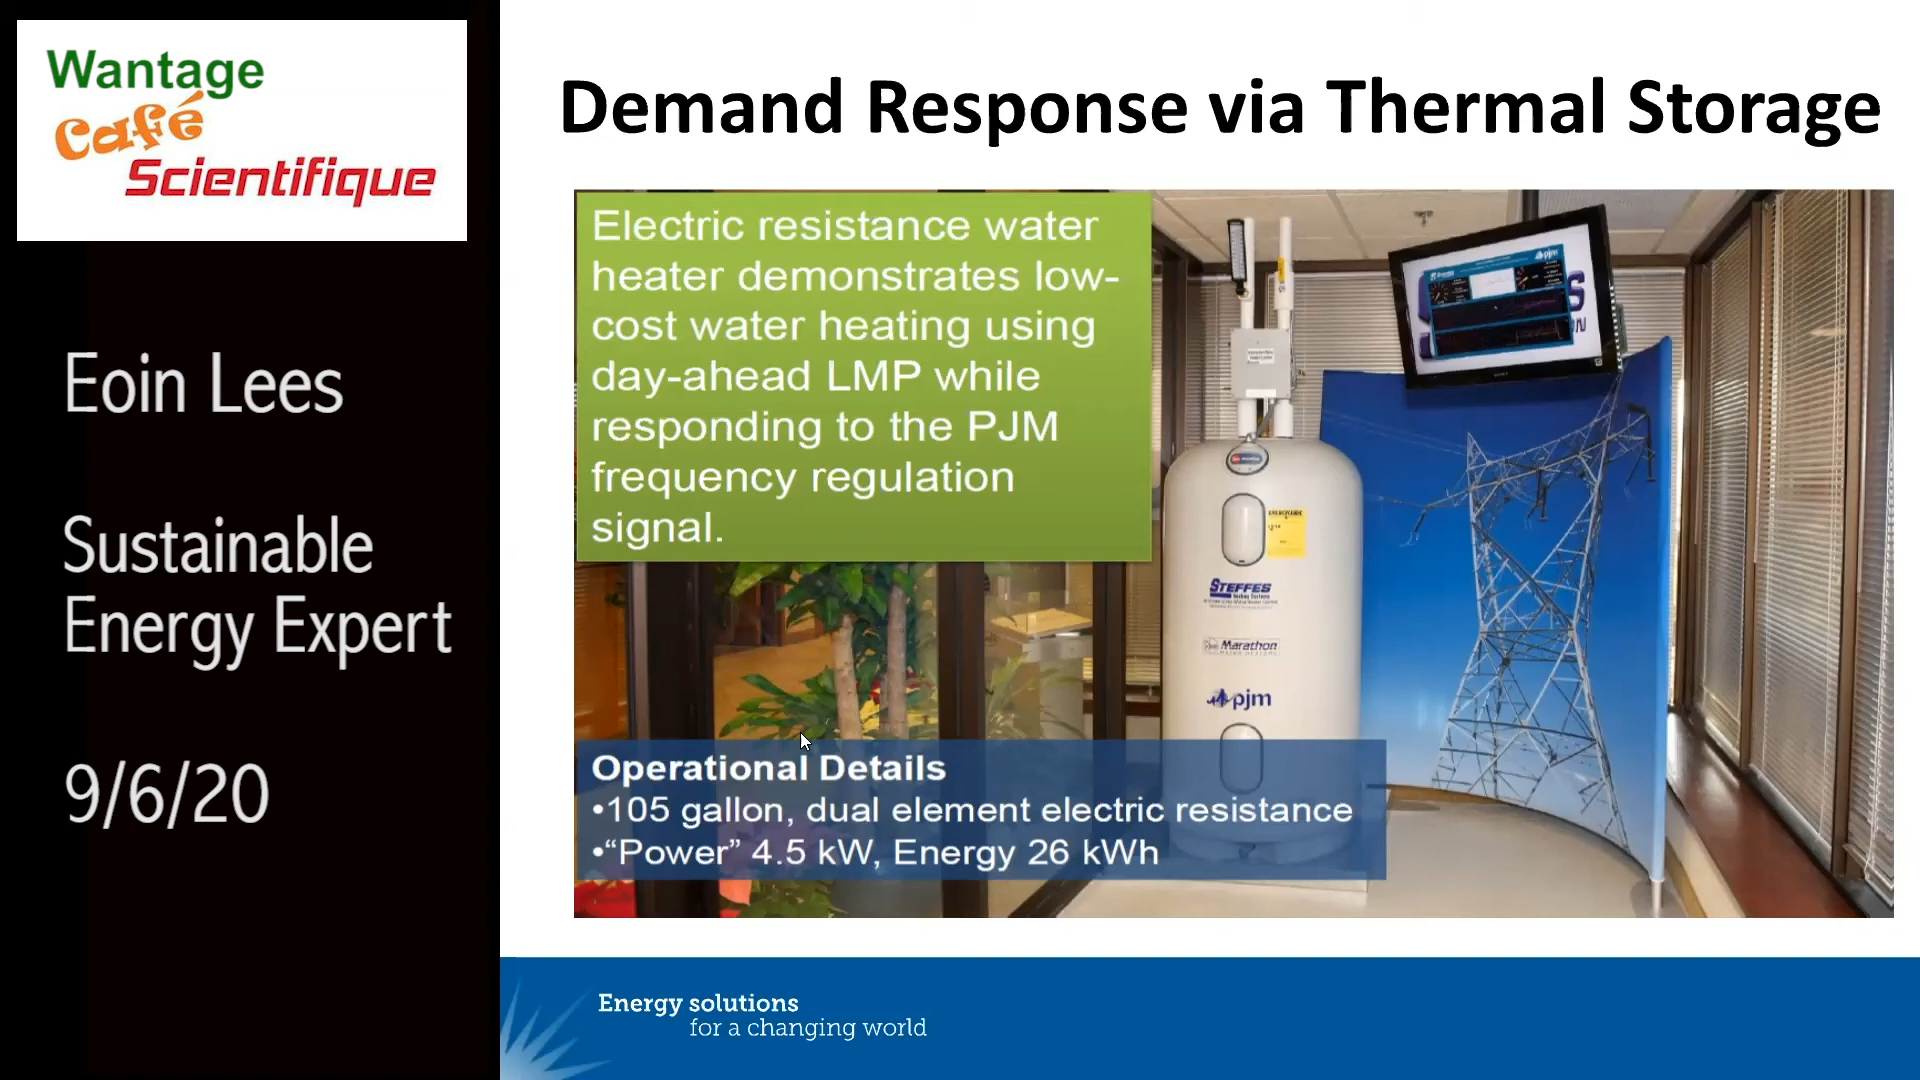 Wantage
Café
Scientifique
Eoin Lees
Sustainable
Energy Expert
9/6/20
Demand Response via Thermal Storage
Electric resistance water
heater demonstrates low-
cost water heating using
day-ahead LMP while
responding to the PJM
frequency regulation
signal.
STEFFES
Marathon
pjm
pjm
Operational Details
•105 gallon, dual element electric resistance
•“Power” 4.5 kW, Energy 26 kWh
Energy solutions
for a changing world